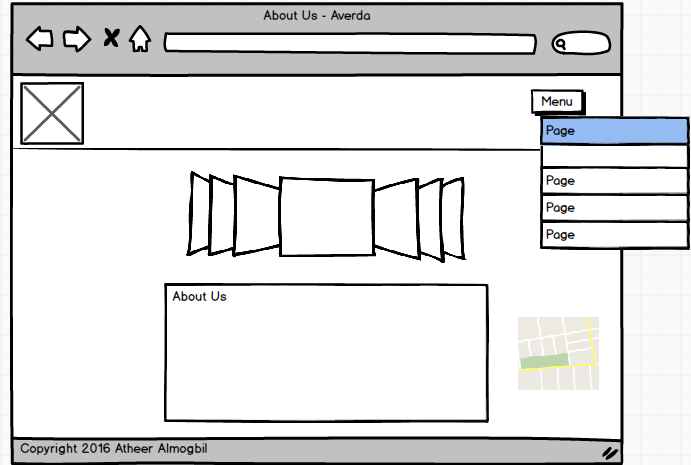 About Us - Averda
Menu
Page
Page
Page
Page
About Us
Copyright 2016 Atheer Almogbil